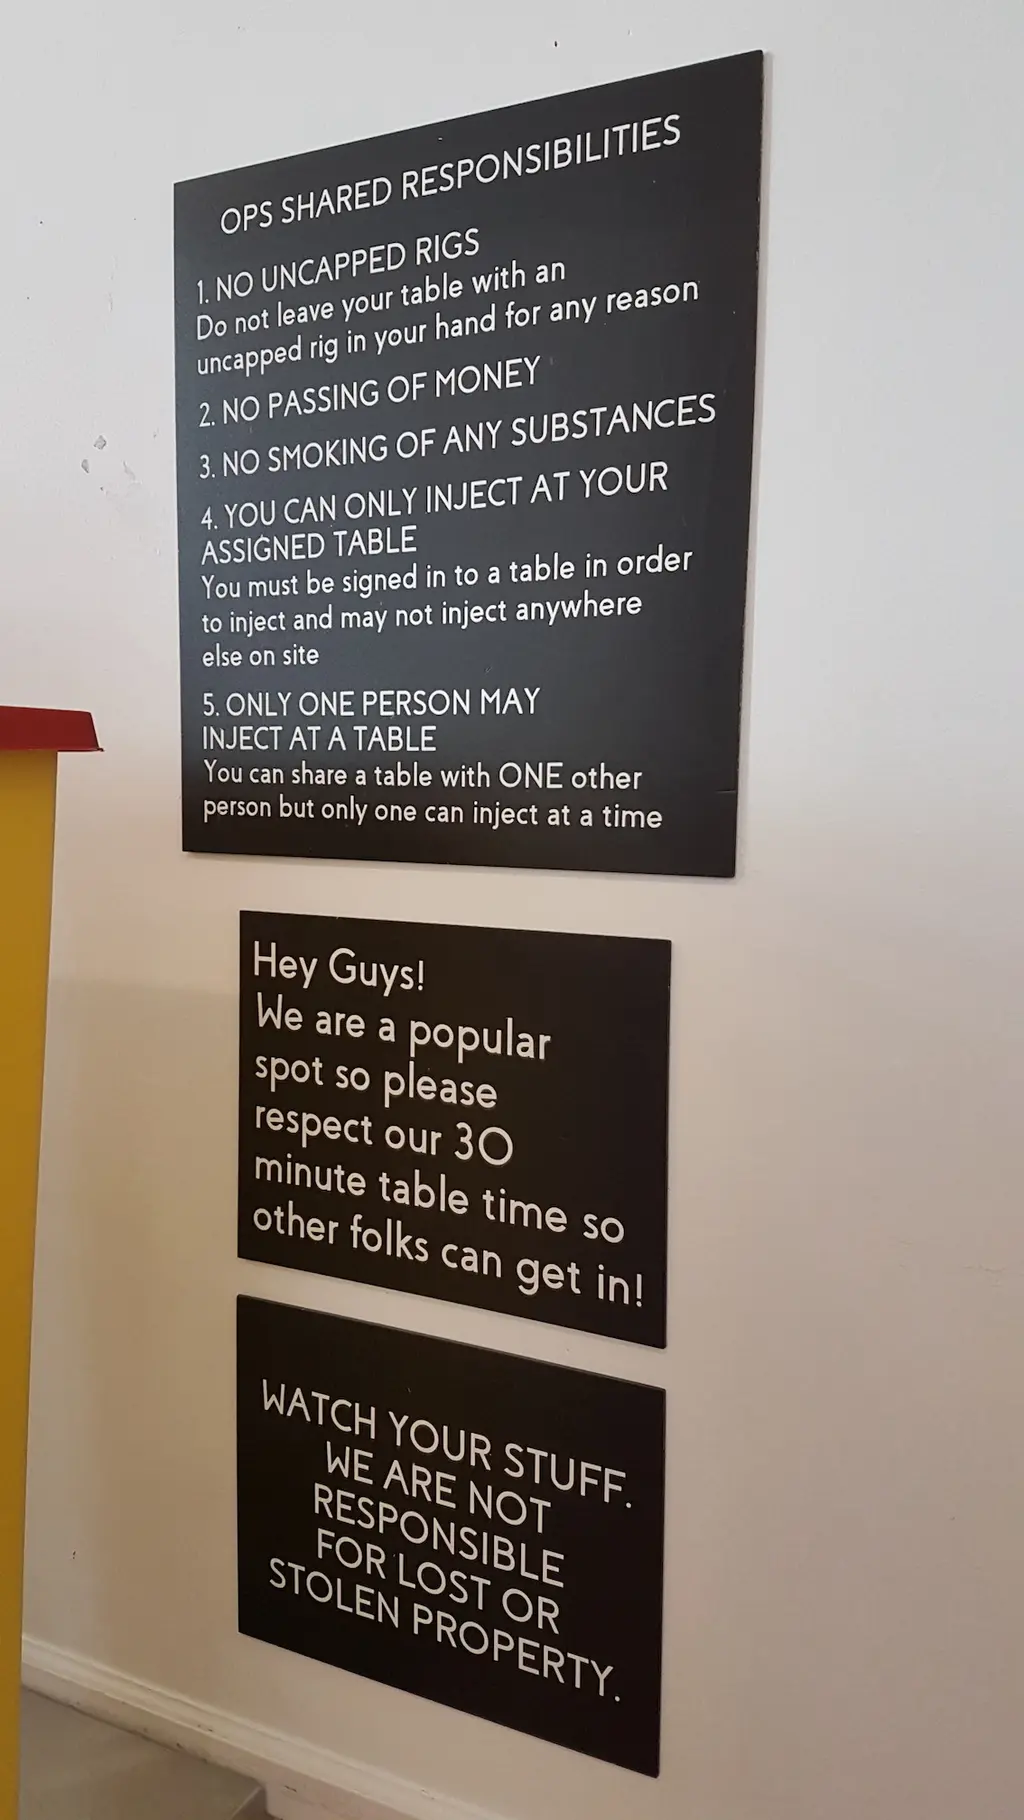 OPS SHARED RESPONSIBILITIES
1. NO UNCAPPED RIGS
Do not leave your table with an
uncapped rig in your hand for any reason
2. NO PASSING OF MONEY
3. NO SMOKING OF ANY SUBSTANCES
4. YOU CAN ONLY INJECT AT YOUR
ASSIGNED TABLE
You must be signed in to a table in order
to inject and may not inject anywhere
else on site
5. ONLY ONE PERSON MAY
INJECT AT A TABLE
You can share a table with ONE other
person but only one can inject at a time
Hey Guys!
We are a popular
spot so please
respect our 30
minute table time so
other folks can get in!
WATCH YOUR STUFF.
WE ARE NOT
RESPONSIBLE
FOR LOST OR
STOLEN PROPERTY.